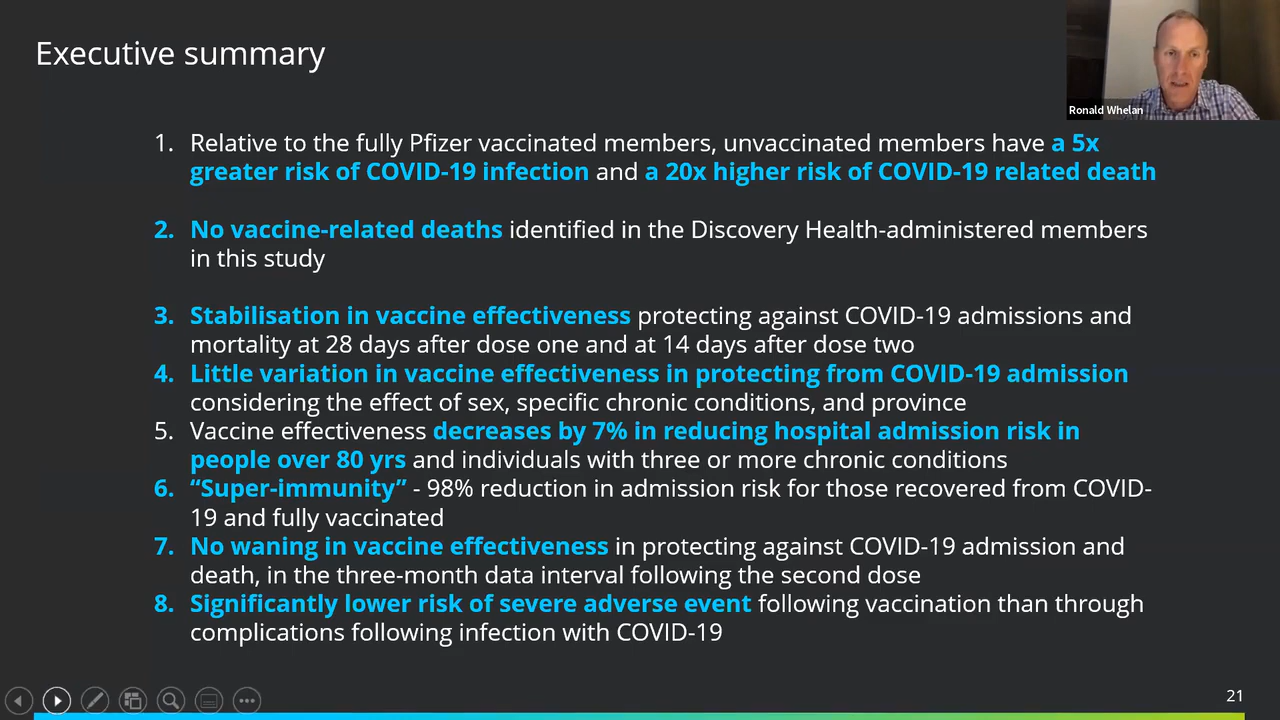 Executive summary
Ronald Whelan
1. Relative to the fully Pfizer vaccinated members, unvaccinated members have a 5x
greater risk of COVID-19 infection and a 20x higher risk of COVID-19 related death
2. No vaccine-related deaths identified in the Discovery Health-administered members
in this study
3. Stabilisation in vaccine effectiveness protecting against COVID-19 admissions and
mortality at 28 days after dose one and at 14 days after dose two
4. Little variation in vaccine effectiveness in protecting from COVID-19 admission
considering the effect of sex, specific chronic conditions, and province
5. Vaccine effectiveness decreases by 7% in reducing hospital admission risk in
people over 80 yrs and individuals with three or more chronic conditions
6. “Super-immunity” - 98% reduction in admission risk for those recovered from COVID-
19 and fully vaccinated
7. No waning in vaccine effectiveness in protecting against COVID-19 admission and
death, in the three-month data interval following the second dose
8. Significantly lower risk of severe adverse event following vaccination than through
complications following infection with COVID-19
21